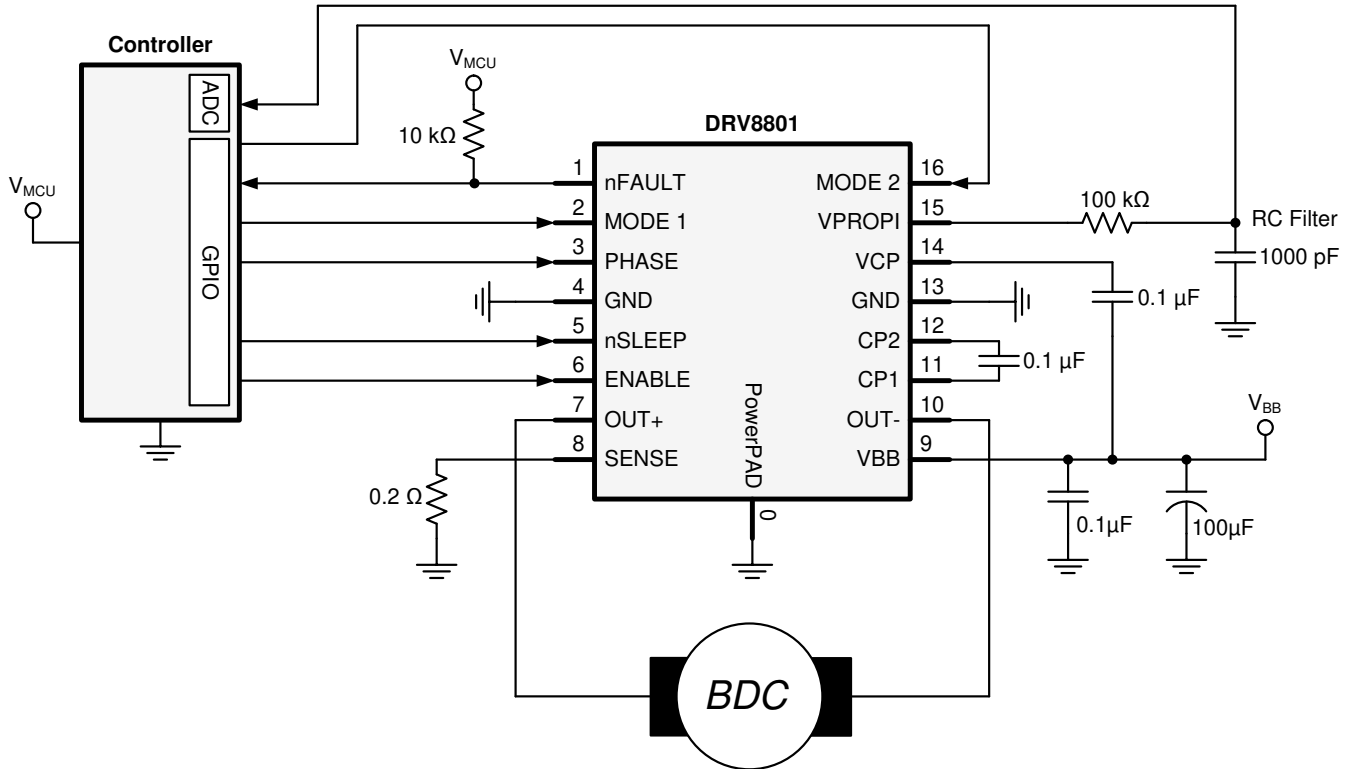 Controller
ADC
GPIO
VMCU
VMCU
10 kΩ
DRV8801
1
nFAULT
2
MODE 1
3
PHASE
4
GND
5
nSLEEP
6
ENABLE
7
OUT+
8
SENSE
16
MODE 2
15
VPROPI
14
VCP
13
GND
12
CP2
11
CP1
10
OUT-
9
VBB
PowerPAD
0
100 kΩ
RC Filter
1000 pF
0.1 µF
0.1 µF
VBB
0.1µF
100µF
0.2 Ω
BDC